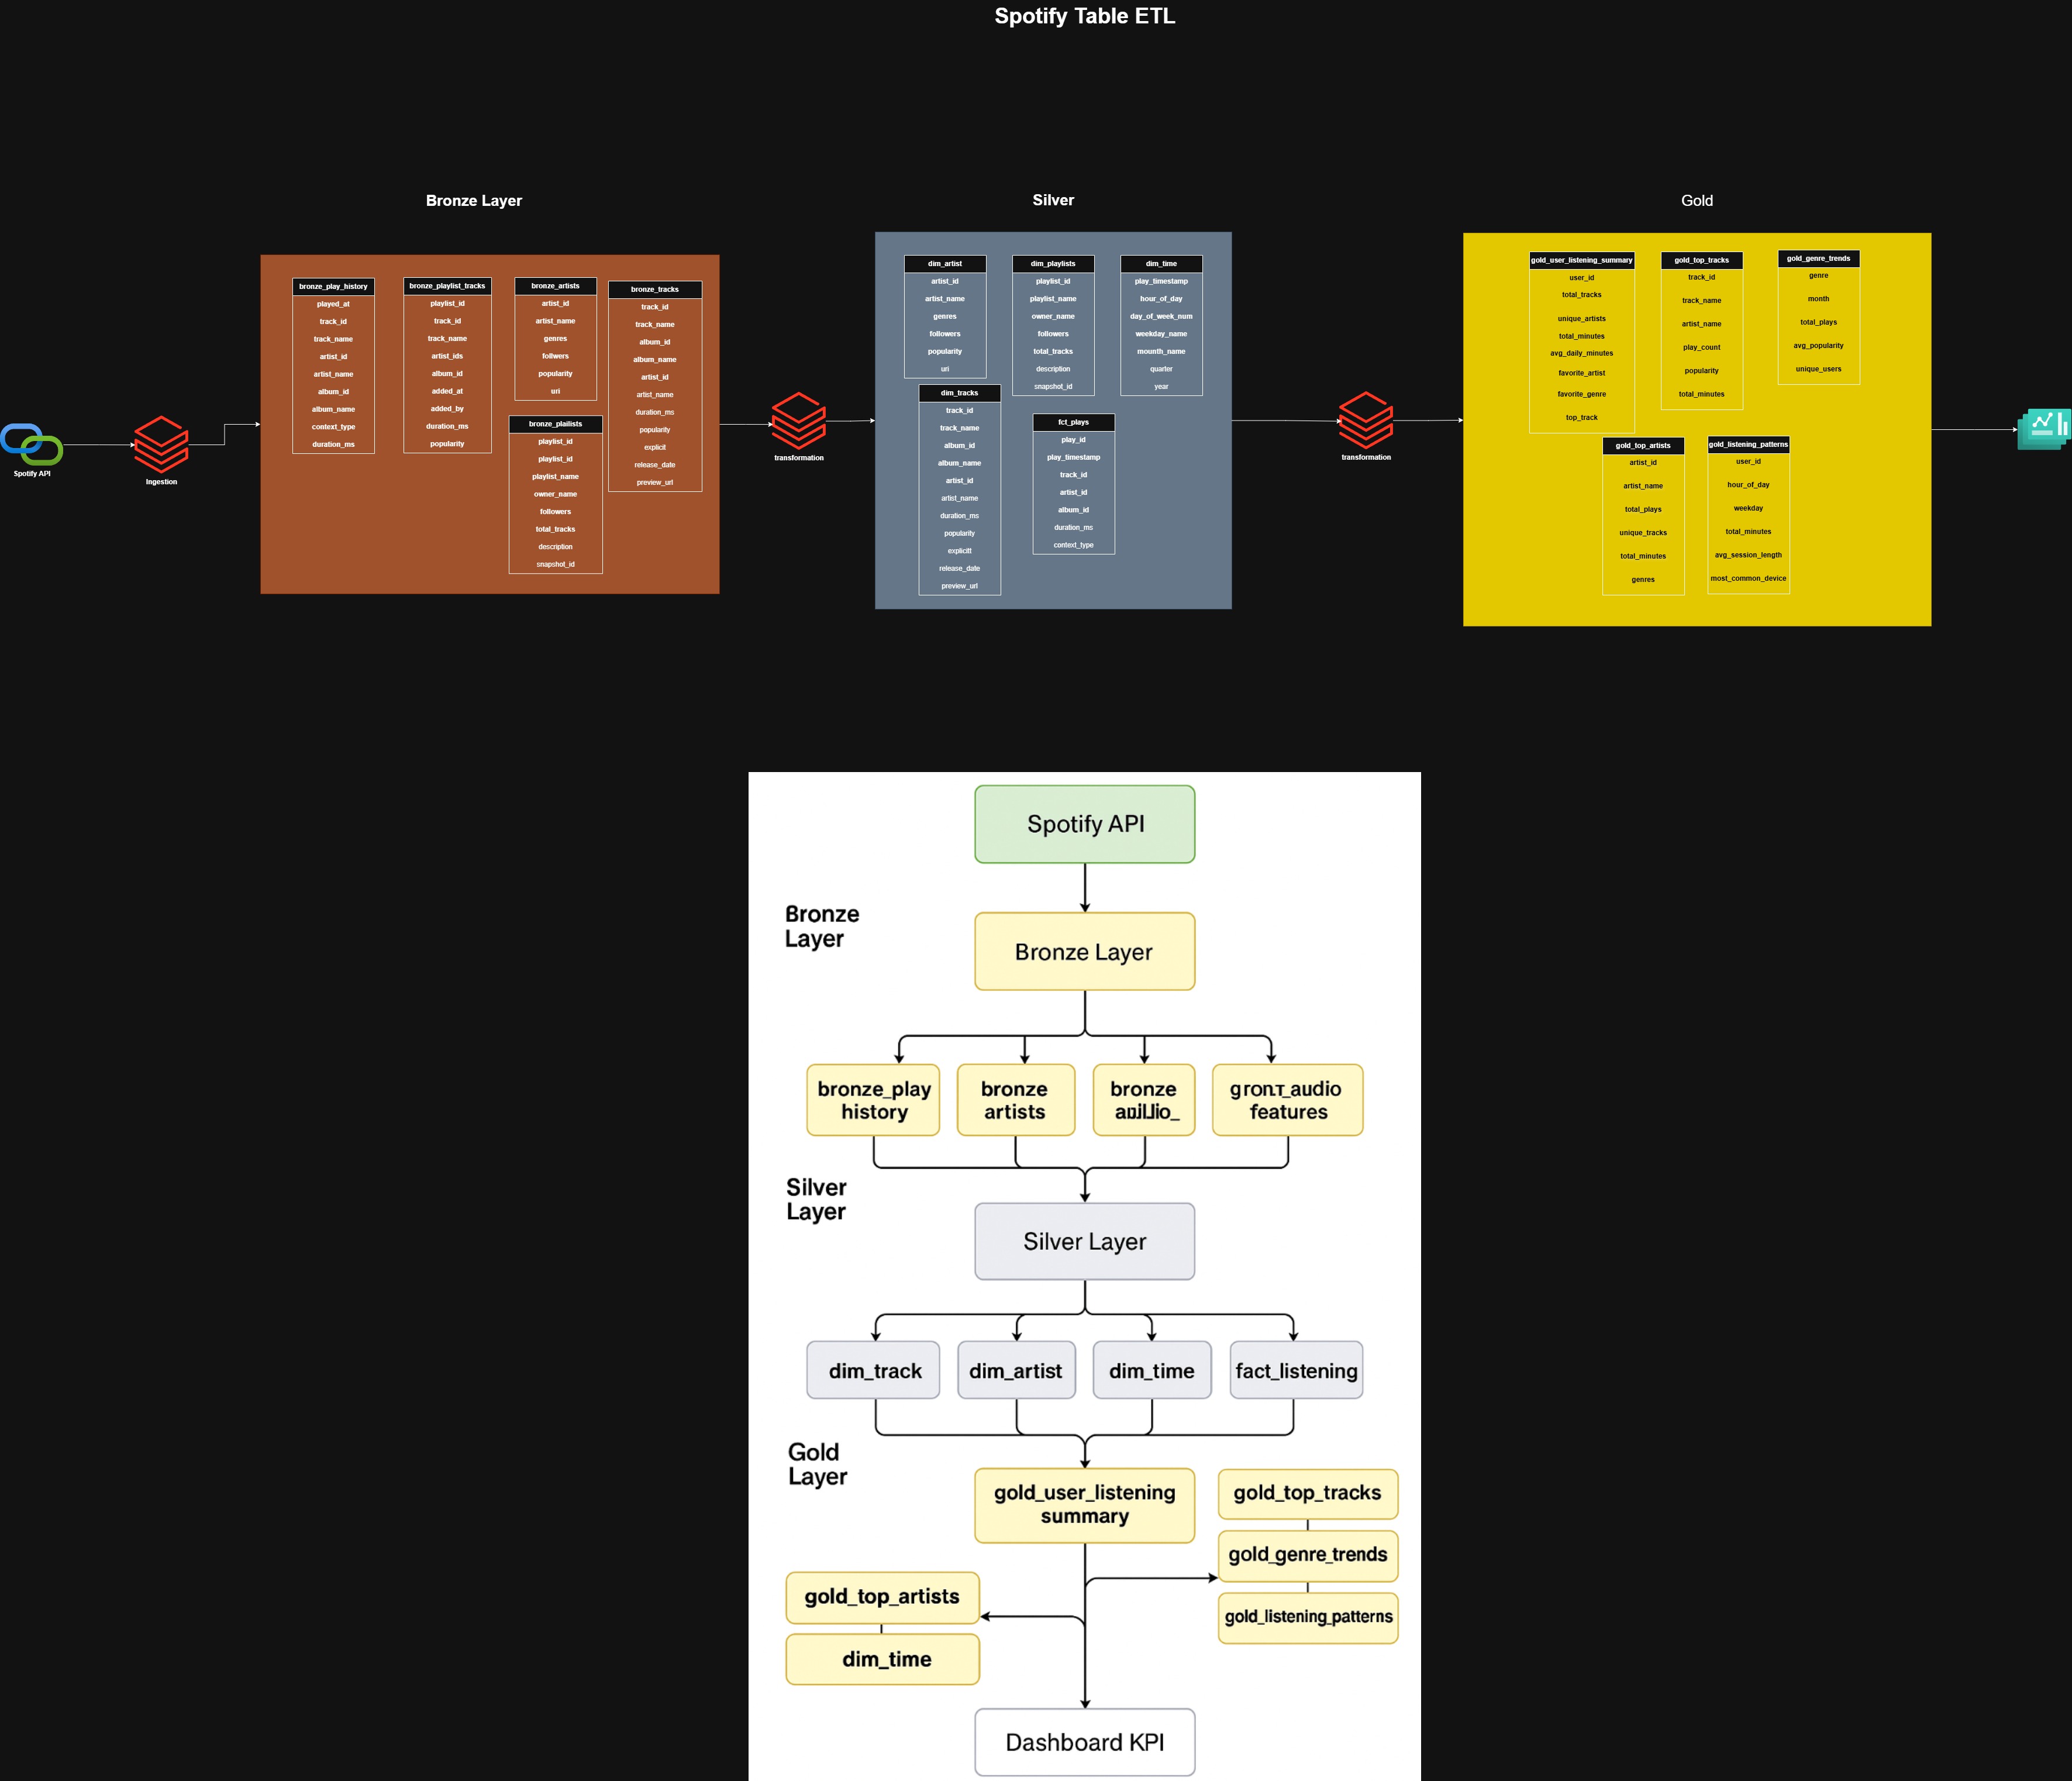 Spotify Table ETL
Bronze Layer
Silver
Gold
Spotify API
Ingestion
bronze_play_history
played_at
track_id
track_name
artist_id
artist_name
album_id
album_name
context_type
duration_ms
bronze_playlist_tracks
playlist_id
track_id
track_name
artist_ids
album_id
added_at
added_by
duration_ms
popularity
bronze_artists
artist_id
artist_name
genres
follwers
popularity
uri
bronze_plailists
playlist_id
playlist_id
playlist_name
owner_name
followers
total_tracks
description
snapshot_id
bronze_tracks
track_id
track_name
album_id
album_name
artist_id
artist_name
duration_ms
popularity
explicit
release_date
preview_url
transformation
dim_artist
artist_id
artist_name
genres
followers
popularity
uri
dim_playlists
playlist_id
playlist_name
owner_name
followers
total_tracks
description
snapshot_id
dim_time
play_timestamp
hour_of_day
day_of_week_num
weekday_name
mounth_name
quarter
year
dim_tracks
track_id
track_name
album_id
album_name
artist_id
artist_name
duration_ms
popularity
explicitt
release_date
preview_url
fct_plays
play_id
play_timestamp
track_id
artist_id
album_id
duration_ms
context_type
transformation
gold_user_listening_summary
user_id
total_tracks
unique_artists
total_minutes
avg_daily_minutes
favorite_artist
favorite_genre
top_track
gold_top_tracks
track_id
track_name
artist_name
play_count
popularity
total_minutes
gold_genre_trends
genre
month
total_plays
avg_popularity
unique_users
gold_top_artists
artist_id
artist_name
total_plays
unique_tracks
total_minutes
genres
gold_listening_patterns
user_id
hour_of_day
weekday
total_minutes
avg_session_length
most_common_device
Spotify API
Bronze
Layer
Bronze Layer
bronze_play
history
bronze
artists
bronze
features
Silver
Layer
Silver Layer
dim_track
dim_artist
dim_time
fact_listening
Gold
Layer
gold_user_listening
summary
gold_top_tracks
gold_genre_trends
gold_listening_patterns
gold_top_artists
dim_time
Dashboard KPI